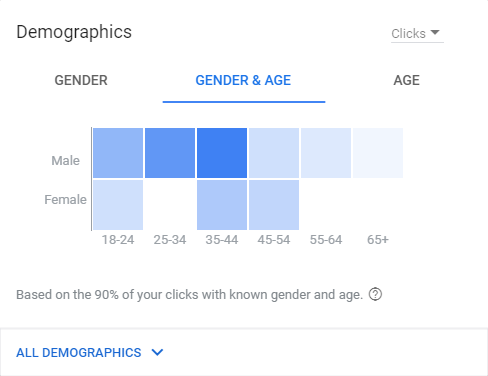 Demographics
Clicks
GENDER
GENDER & AGE
AGE
Male
Female
18-24
25-34
35-44
45-54
55-64
65+
Based on the 90% of your clicks with known gender and age. ?
ALL DEMOGRAPHICS